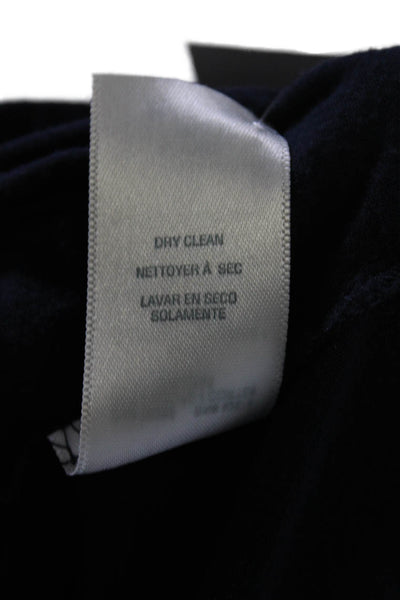 DRY CLEAN
NETTOYER À SEC
LAVAR EN SECO
SOLAMENTE